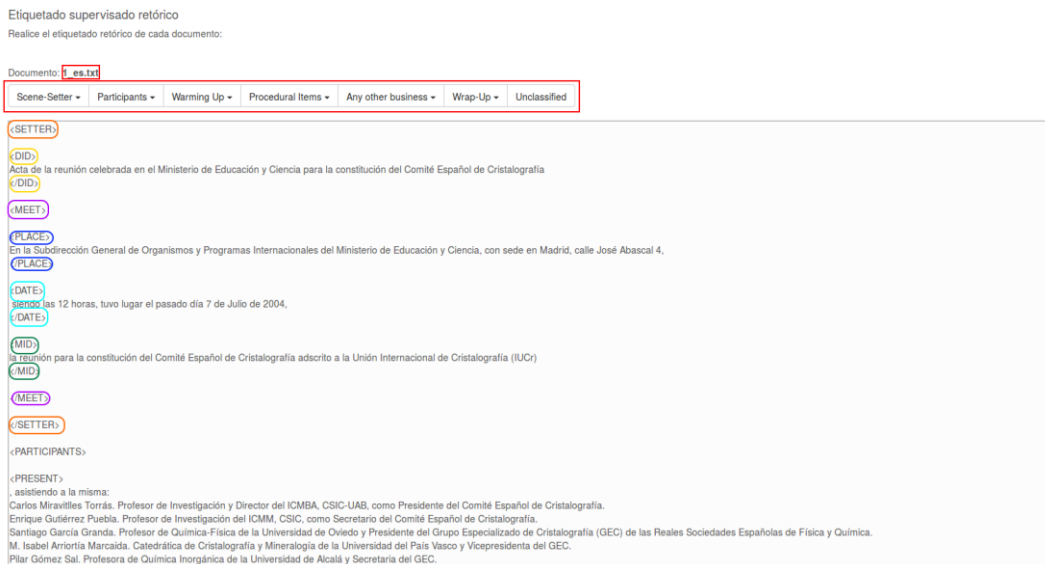 Etiquetado supervisado retórico
Realice el etiquetado retórico de cada documento:
Documento: 1_es.txt
Scene-Setter Participants Warming Up Procedural Items Any other business Wrap-Up Unclassified
<SETTER>
<DID>
Acta de la reunión celebrada en el Ministerio de Educación y Ciencia para la constitución del Comité Español de Cristalografía
</DID>
<MEET>
<PLACE>
En la Subdirección General de Organismos y Programas Internacionales del Ministerio de Educación y Ciencia, con sede en Madrid, calle José Abascal 4,
</PLACE>
<DATE>
siendo las 12 horas, tuvo lugar el pasado día 7 de Julio de 2004,
</DATE>
<MID>
la reunión para la constitución del Comité Español de Cristalografía adscrito a la Unión Internacional de Cristalografía (IUCr)
</MID>
</MEET>
</SETTER>
<PARTICIPANTS>
<PRESENT>
, asistiendo a la misma:
Carlos Miravitlles Torrás. Profesor de Investigación y Director del ICMBA, CSIC-UAB, como Presidente del Comité Español de Cristalografía.
Enrique Gutiérrez Puebla. Profesor de Investigación del ICMM, CSIC, como Secretario del Comité Español de Cristalografía.
Santiago García Granda. Profesor de Química-Física de la Universidad de Oviedo y Presidente del Grupo Especializado de Cristalografía (GEC) de las Reales Sociedades Españolas de Física y Química.
M. Isabel Arriortía Marcaida. Catedrática de Cristalografía y Mineralogía de la Universidad del País Vasco y Vicepresidenta del GEC.
Pilar Gómez Sal. Profesora de Química Inorgánica de la Universidad de Alcalá y Secretaria del GEC.